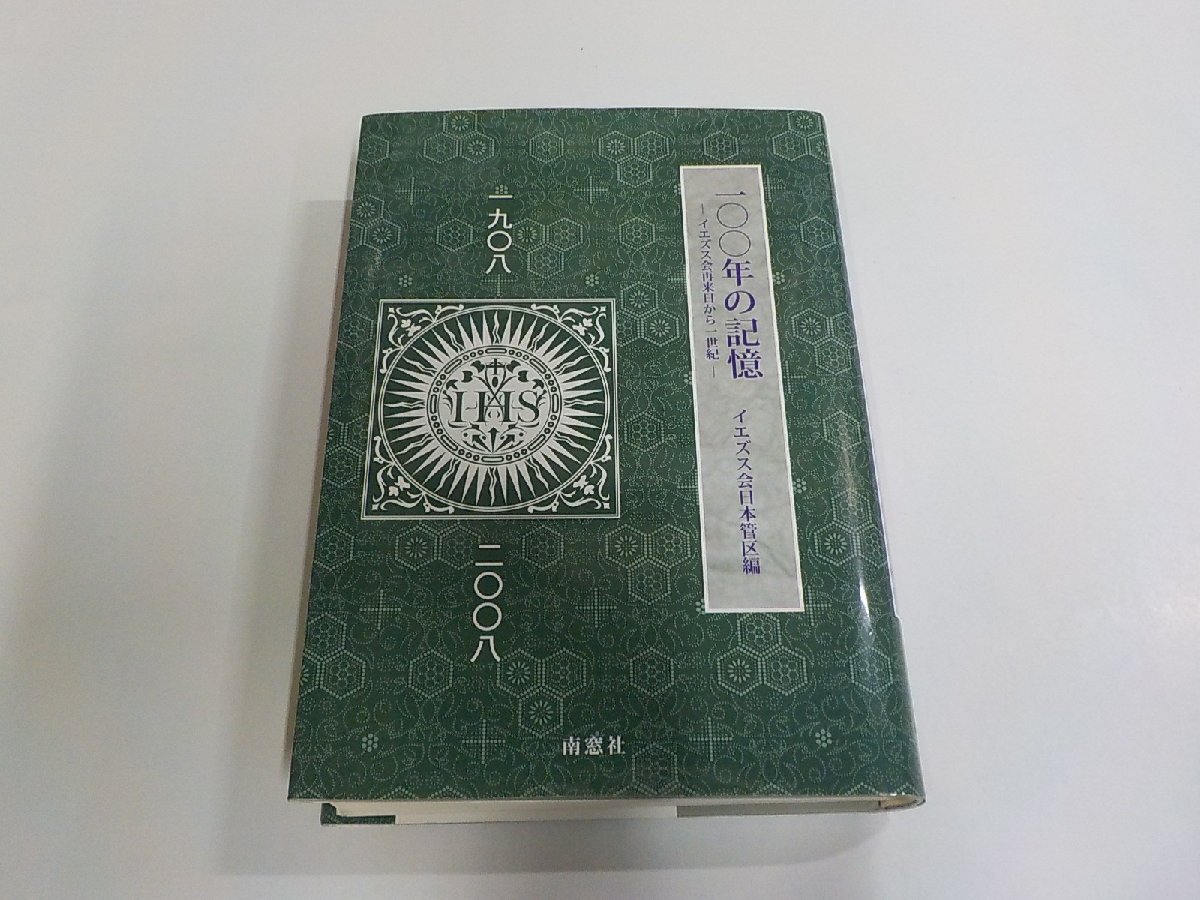 一〇〇年の記憶
―イエズス会再来日から一世紀―
イエズス会日本管区編
一九〇八
IHS
二〇〇八
南窓社